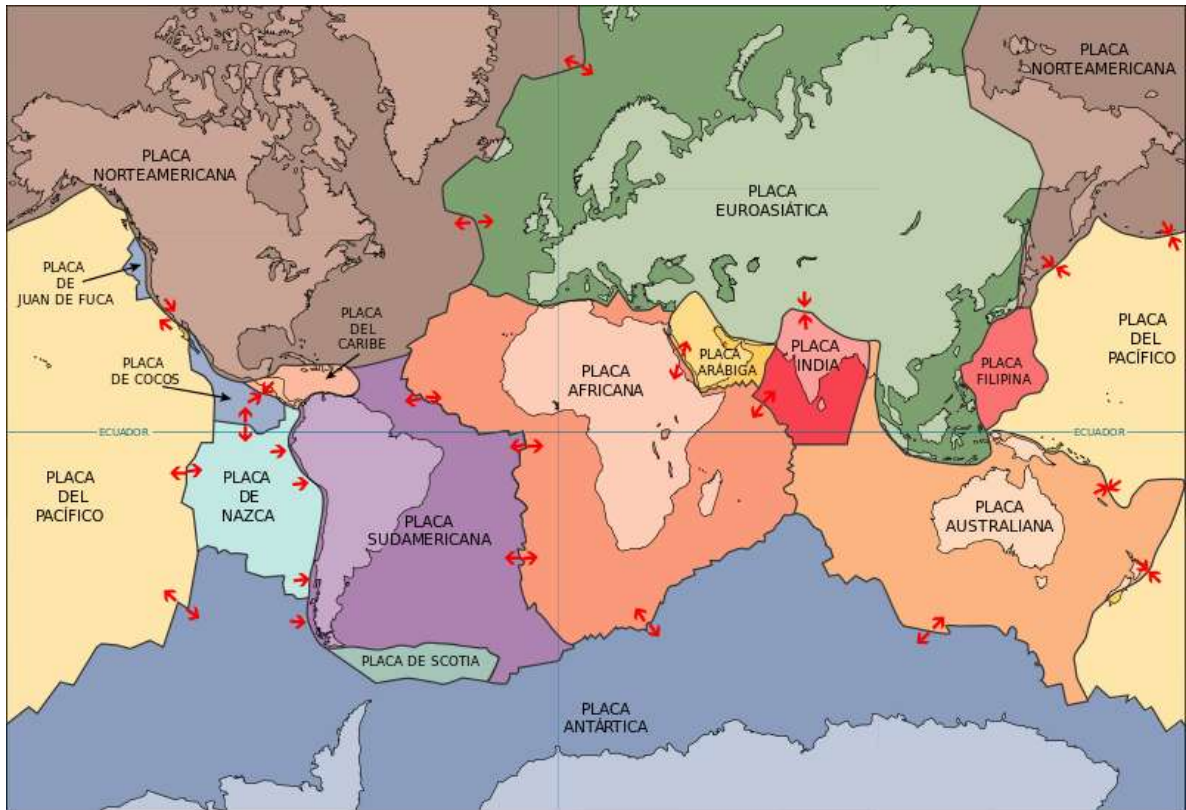 PLACA
NORTEAMERICANA
PLACA
NORTEAMERICANA
PLACA
EUROASIÁTICA
PLACA
DE
JUAN DE FUCA
PLACA
DEL
CARIBE
PLACA
DE COCOS
PLACA
AFRICANA
PLACA
ARÁBIGA
PLACA
ÍNDIA
PLACA
FILIPINA
PLACA
DEL
PACÍFICO
ECUADOR
ECUADOR
PLACA
DEL
PACÍFICO
PLACA
DE
NAZCA
PLACA
SUDAMERICANA
PLACA
AUSTRALIANA
PLACA DE SCOTIA
PLACA
ANTÁRTICA